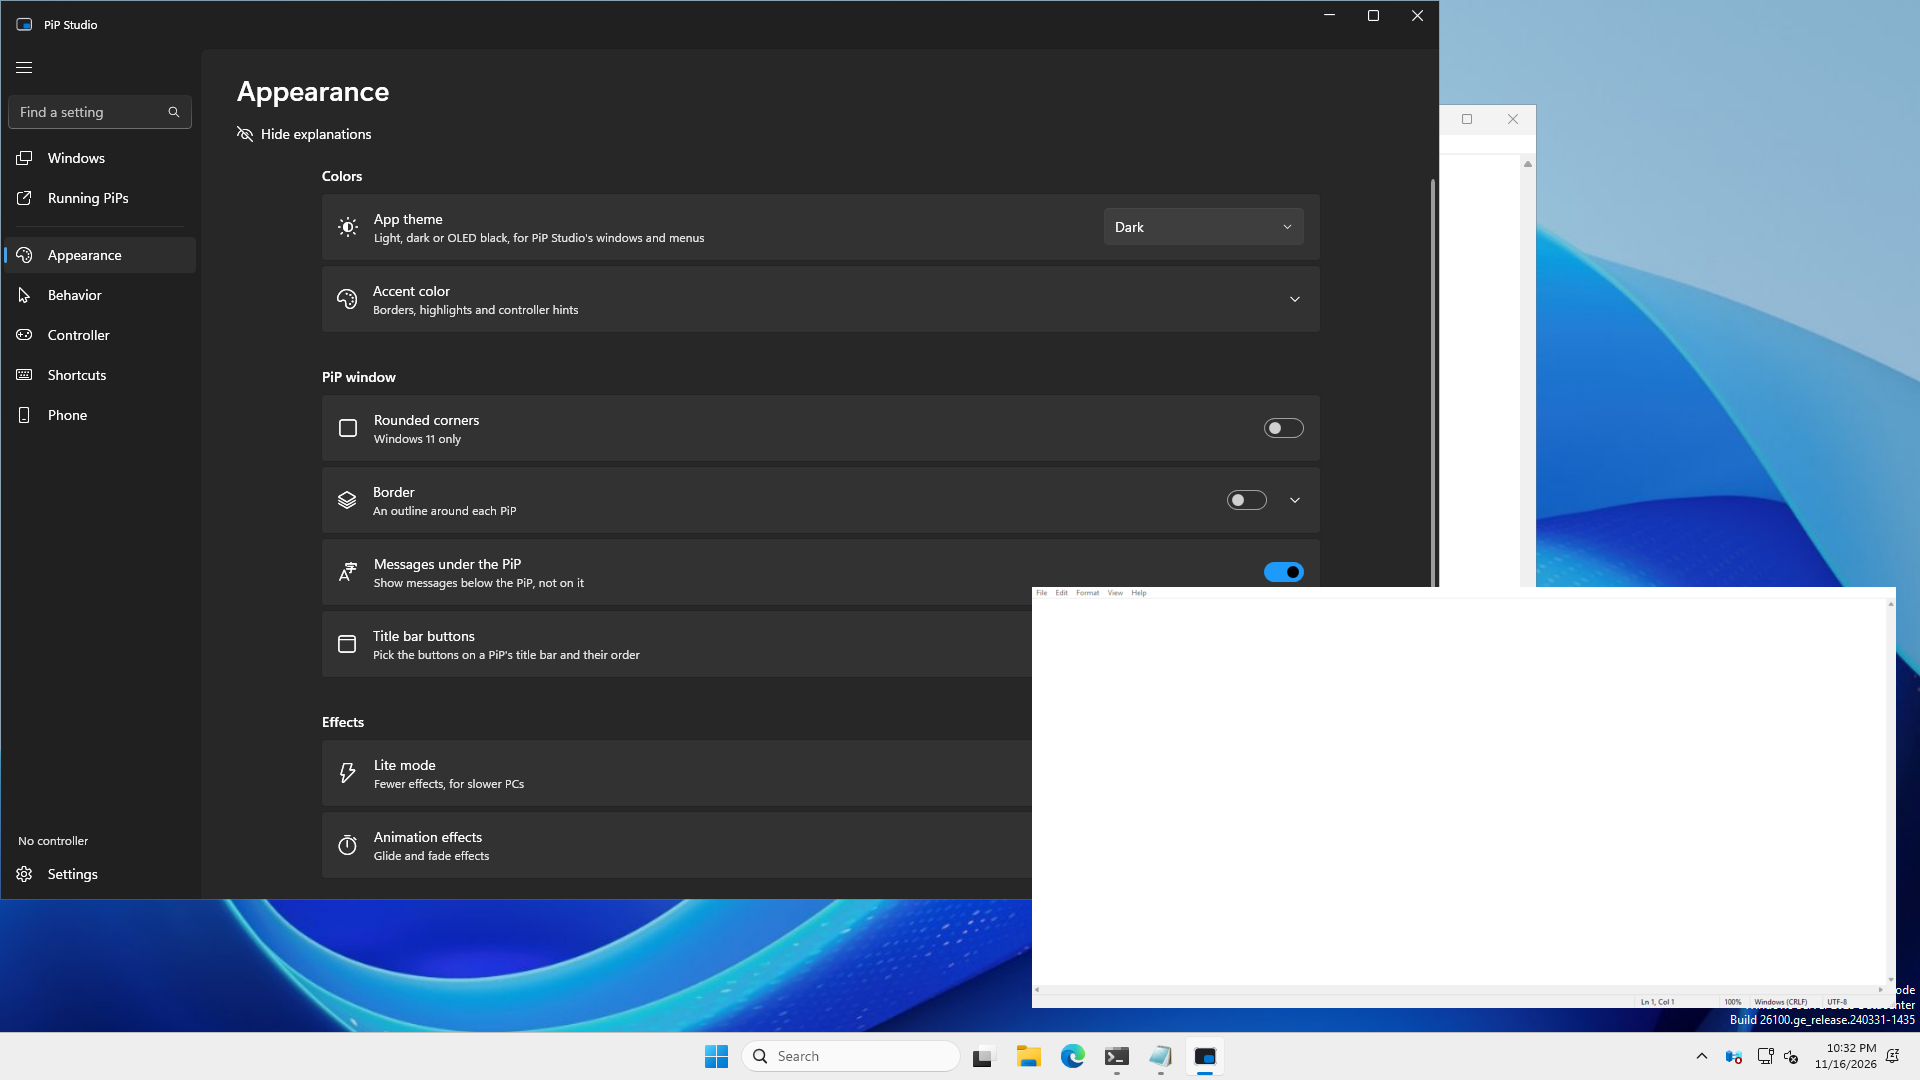 PiP Studio
Find a setting
Windows
Running PiPs
Appearance
Behavior
Controller
Shortcuts
Phone
No controller
Settings
Appearance
Hide explanations
Colors
App theme
Light, dark or OLED black, for PiP Studio's windows and menus
Dark
Accent color
Borders, highlights and controller hints
PiP window
Rounded corners
Windows 11 only
Border
An outline around each PiP
Messages under the PiP
Show messages below the PiP, not on it
Title bar buttons
Pick the buttons on a PiP's title bar and their order
Effects
Lite mode
Fewer effects, for slower PCs
Animation effects
Glide and fade effects
File Edit Format View Help
Ln 1, Col 1 100% Windows (CRLF) UTF-8
Build 26100.ge_release.240331-1435
Search
10:32 PM
11/16/2026